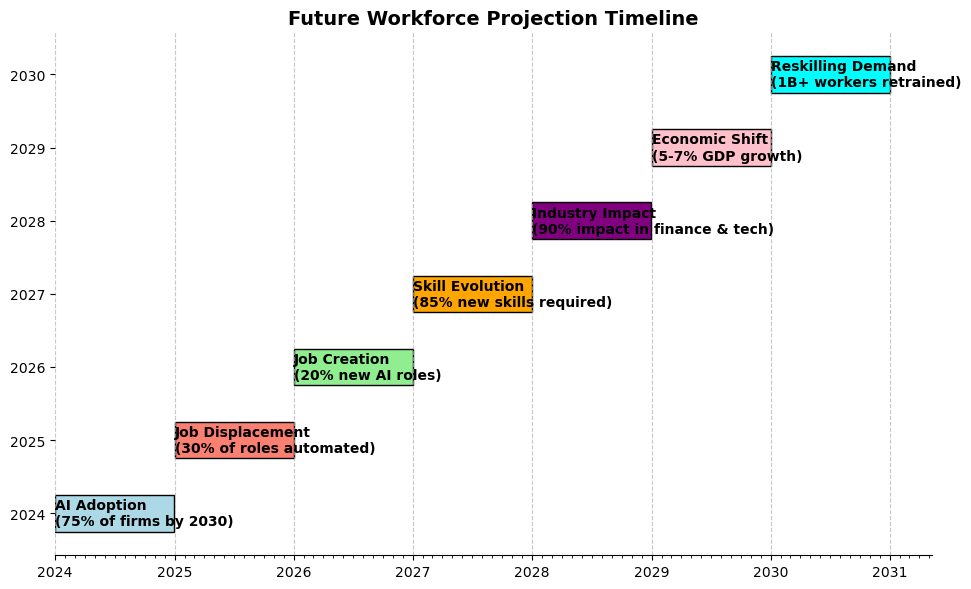 Future Workforce Projection Timeline
2030
Reskilling Demand
(1B+ workers retrained)
2029
Economic Shift
(5-7% GDP growth)
2028
Industry Impact
(90% impact in finance & tech)
2027
Skill Evolution
(85% new skills required)
2026
Job Creation
(20% new AI roles)
2025
Job Displacement
(30% of roles automated)
2024
AI Adoption
(75% of firms by 2030)
2024 2025 2026 2027 2028 2029 2030 2031